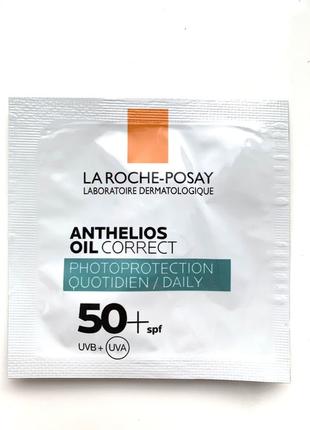 LA ROCHE-POSAY
LABORATOIRE DERMATOLOGIQUE
ANTHELIOS
OIL CORRECT
PHOTOPROTECTION
QUOTIDIEN / DAILY
50+ spf
UVB + UVA